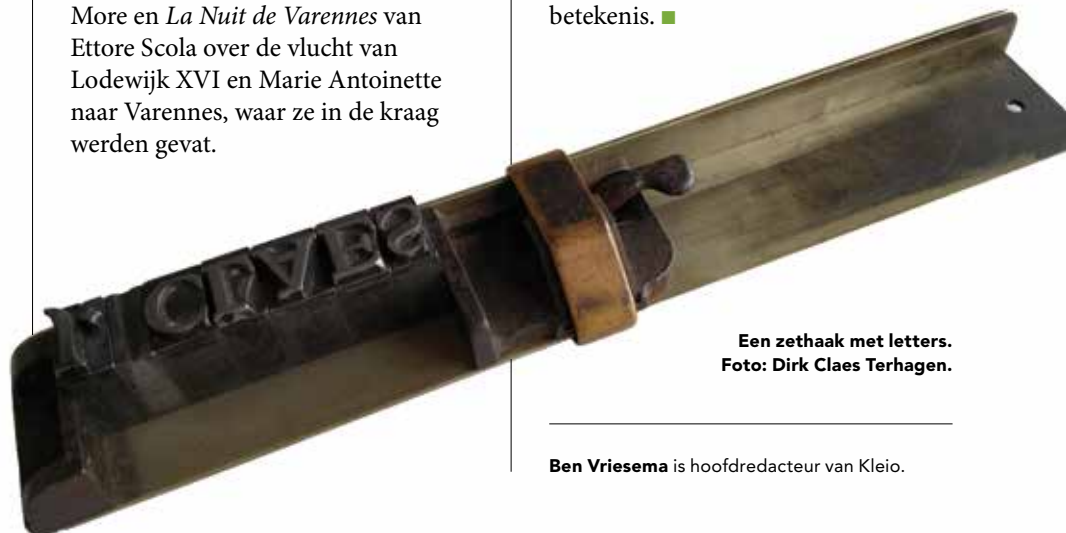 More en La Nuit de Varennes van
Ettore Scola over de vlucht van
Lodewijk XVI en Marie Antoinette
naar Varennes, waar ze in de kraag
werden gevat.
betekenis.
Een zethaak met letters.
Foto: Dirk Claes Terhagen.
Ben Vriesema is hoofdredacteur van Kleio.